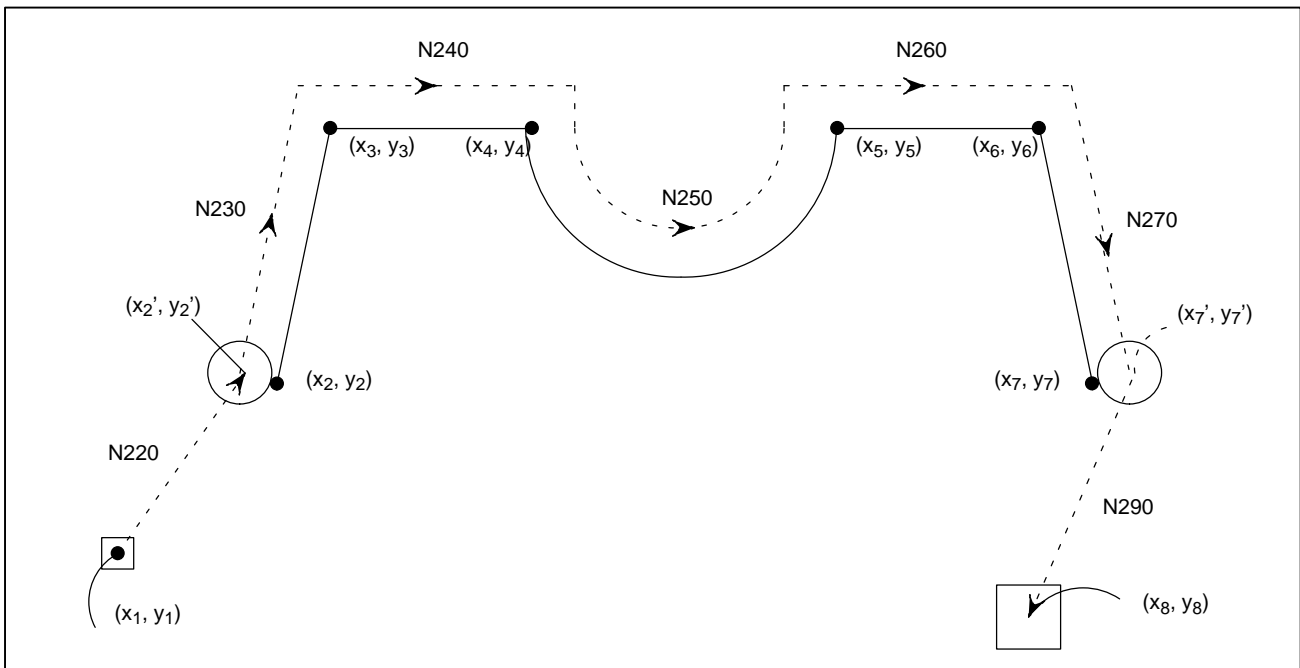 N240
N260
(x3, y3)
(x4, y4)
(x5, y5)
(x6, y6)
N230
N250
N270
(x2’, y2’)
(x7’, y7’)
(x2, y2)
(x7, y7)
N220
N290
(x1, y1)
(x8, y8)